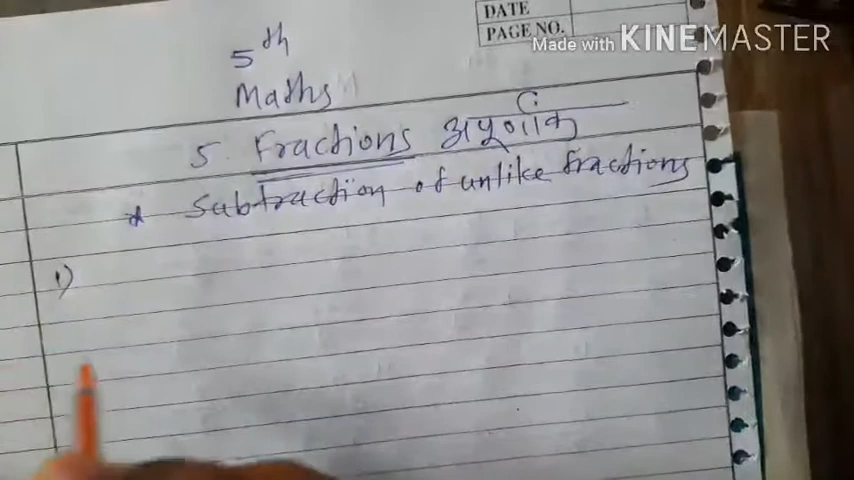 DATE
PAGE NO.
Made with KINEMASTER
5th
Maths
5. Fractions अपूर्णांक
* Subtraction of unlike fractions
1)